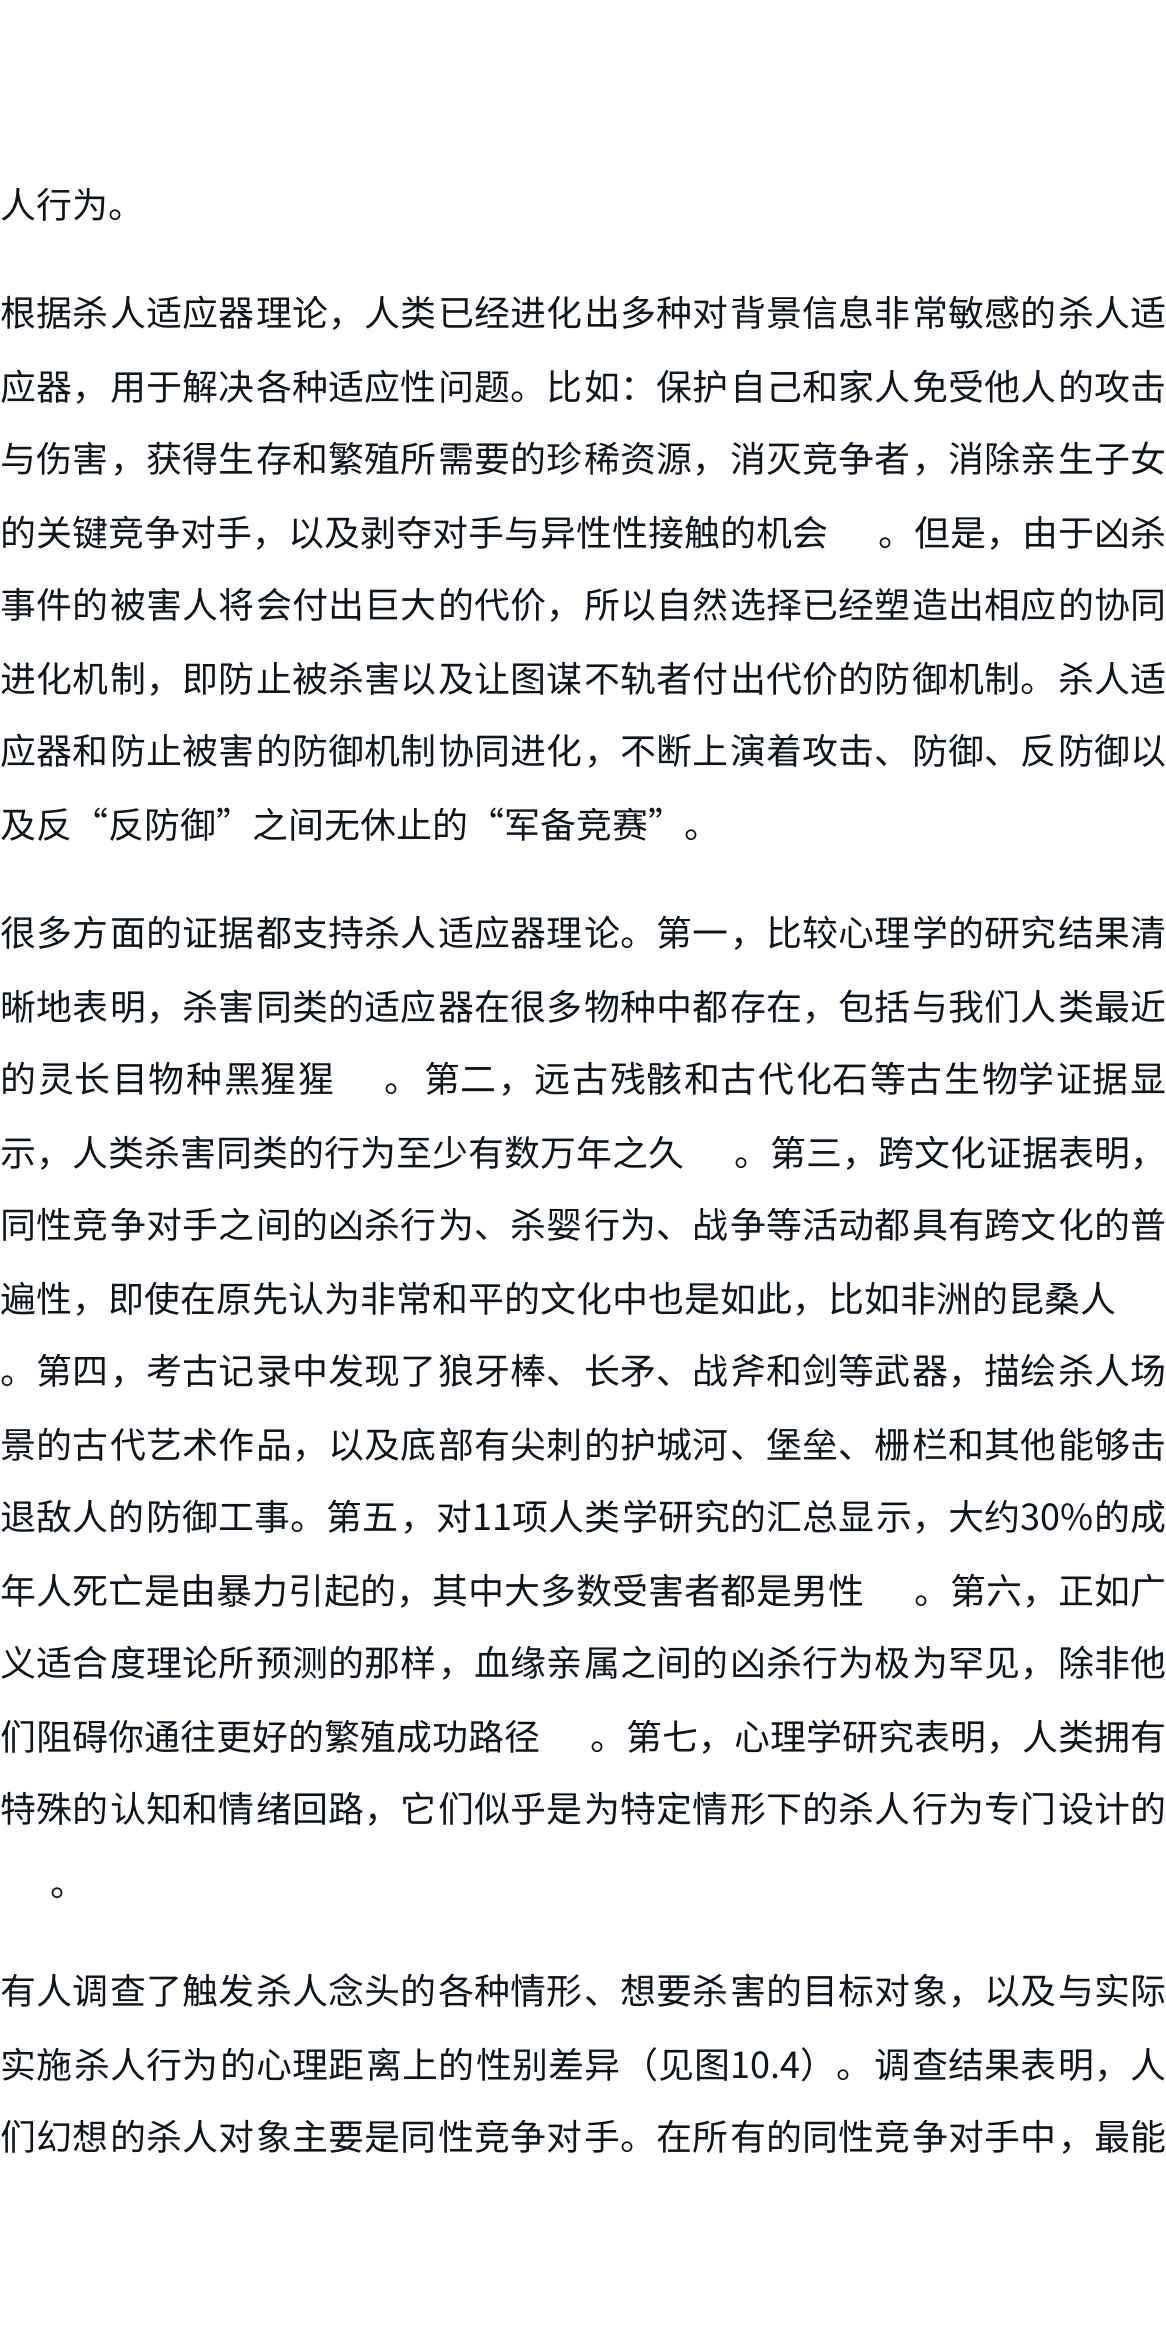 人行为。
根据杀人适应器理论，人类已经进化出多种对背景信息非常敏感的杀人适
应器，用于解决各种适应性问题。比如：保护自己和家人免受他人的攻击
与伤害，获得生存和繁殖所需要的珍稀资源，消灭竞争者，消除亲生子女
的关键竞争对手，以及剥夺对手与异性性接触的机会 。但是，由于凶杀
事件的被害人将会付出巨大的代价，所以自然选择已经塑造出相应的协同
进化机制，即防止被杀害以及让图谋不轨者付出代价的防御机制。杀人适
应器和防止被害的防御机制协同进化，不断上演着攻击、防御、反防御以
及反“反防御”之间无休止的“军备竞赛”。
很多方面的证据都支持杀人适应器理论。第一，比较心理学的研究结果清
晰地表明，杀害同类的适应器在很多物种中都存在，包括与我们人类最近
的灵长目物种黑猩猩 。第二，远古残骸和古代化石等古生物学证据显
示，人类杀害同类的行为至少有数万年之久 。第三，跨文化证据表明，
同性竞争对手之间的凶杀行为、杀婴行为、战争等活动都具有跨文化的普
遍性，即使在原先认为非常和平的文化中也是如此，比如非洲的昆桑人
。第四，考古记录中发现了狼牙棒、长矛、战斧和剑等武器，描绘杀人场
景的古代艺术作品，以及底部有尖刺的护城河、堡垒、栅栏和其他能够击
退敌人的防御工事。第五，对11项人类学研究的汇总显示，大约30%的成
年人死亡是由暴力引起的，其中大多数受害者都是男性 。第六，正如广
义适合度理论所预测的那样，血缘亲属之间的凶杀行为极为罕见，除非他
们阻碍你通往更好的繁殖成功路径 。第七，心理学研究表明，人类拥有
特殊的认知和情绪回路，它们似乎是为特定情形下的杀人行为专门设计的
。
有人调查了触发杀人念头的各种情形、想要杀害的目标对象，以及与实际
实施杀人行为的心理距离上的性别差异（见图10.4）。调查结果表明，人
们幻想的杀人对象主要是同性竞争对手。在所有的同性竞争对手中，最能